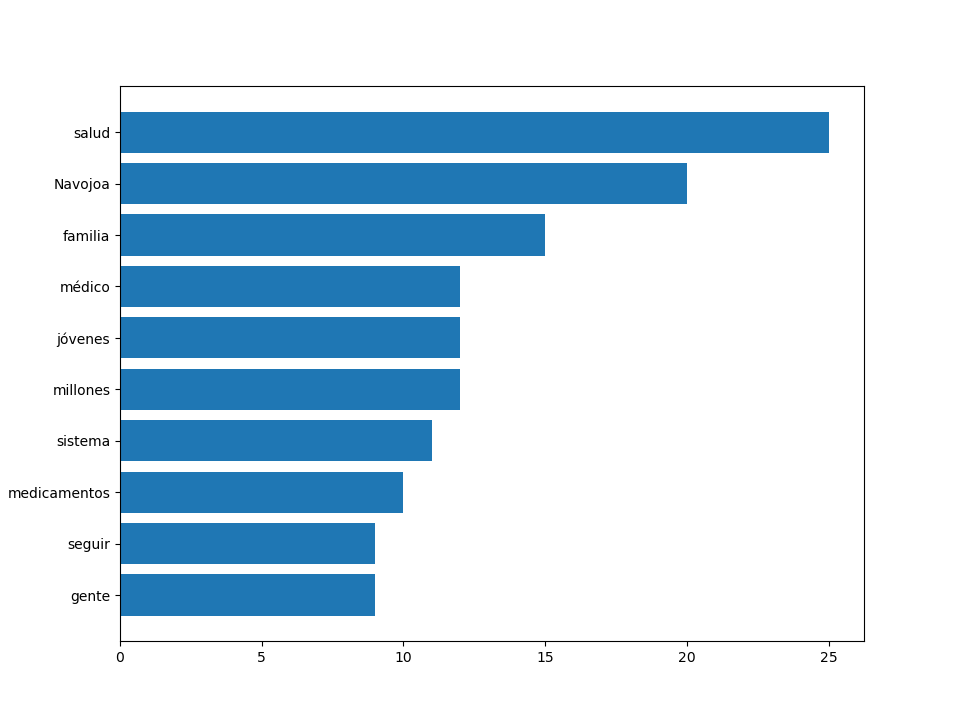 salud
Navojoa
familia
médico
jóvenes
millones
sistema
medicamentos
seguir
gente
0 5 10 15 20 25